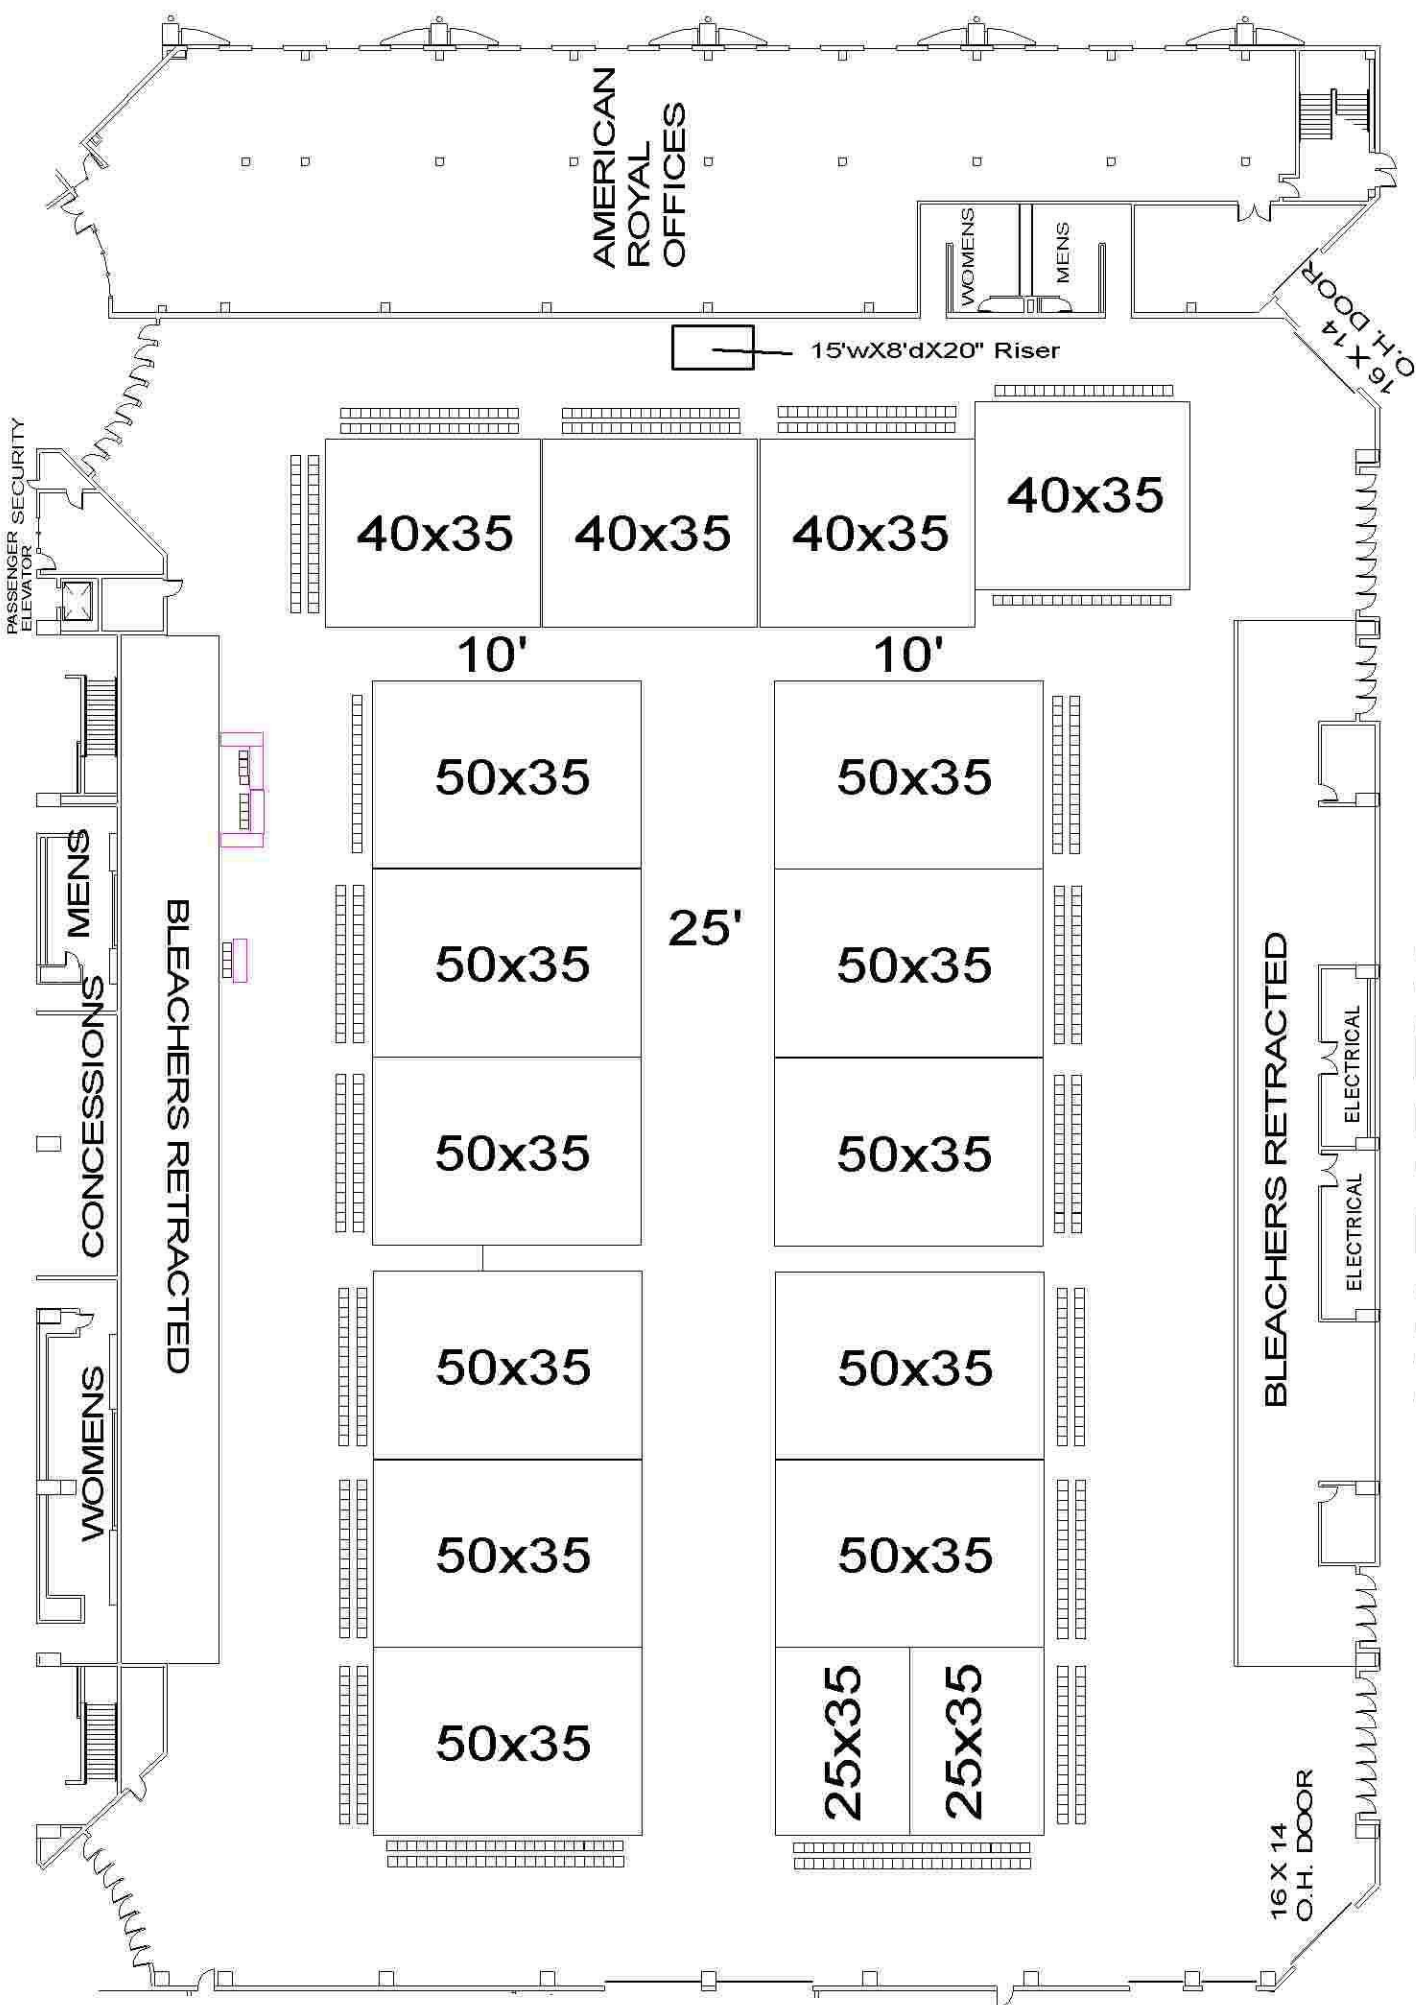 AMERICAN
ROYAL
OFFICES
WOMENS
MENS
16 X 14
O.H. DOOR
15'wX8'dX20" Riser
SECURITY
PASSENGER
ELEVATOR
40x35
40x35
40x35
40x35
10'
10'
50x35
50x35
MENS
50x35
25'
50x35
CONCESSIONS
BLEACHERS RETRACTED
50x35
50x35
BLEACHERS RETRACTED
ELECTRICAL
ELECTRICAL
WOMENS
50x35
50x35
50x35
50x35
50x35
25x35
25x35
16 X 14
O.H. DOOR